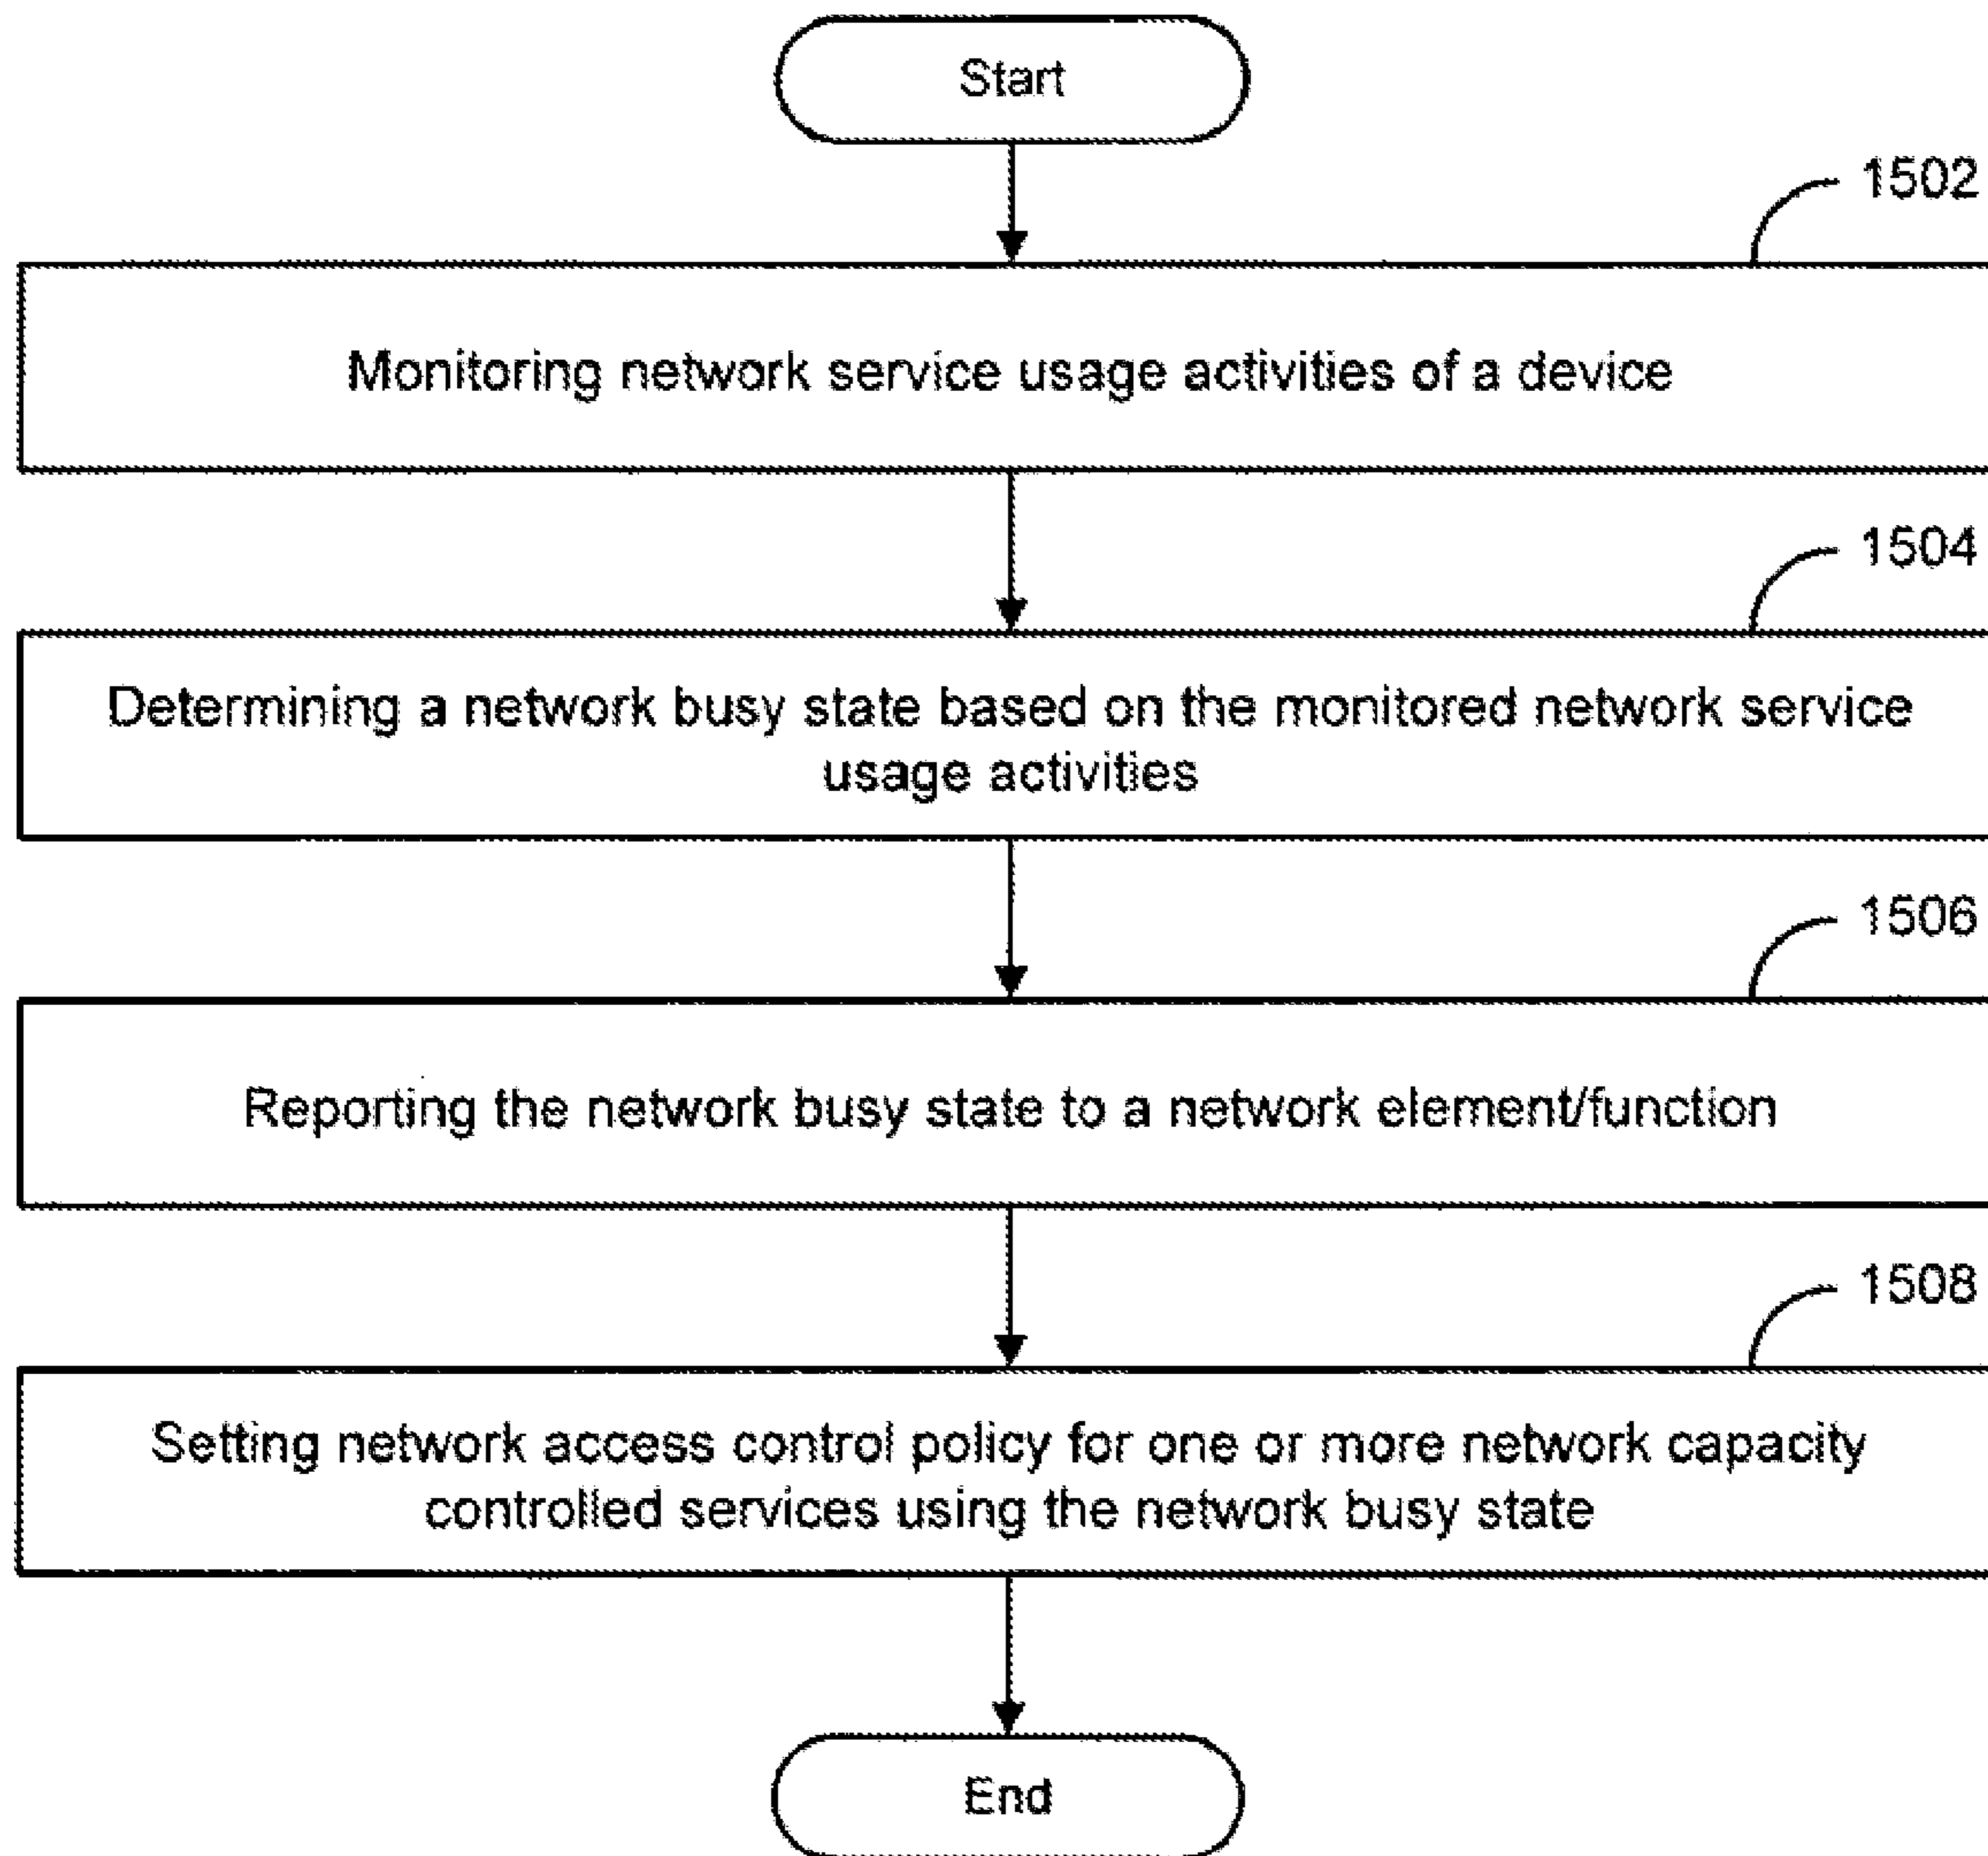 Start
1502
Monitoring network service usage activities of a device
1504
Determining a network busy state based on the monitored network service
usage activities
1506
Reporting the network busy state to a network element/function
1508
Setting network access control policy for one or more network capacity
controlled services using the network busy state
End